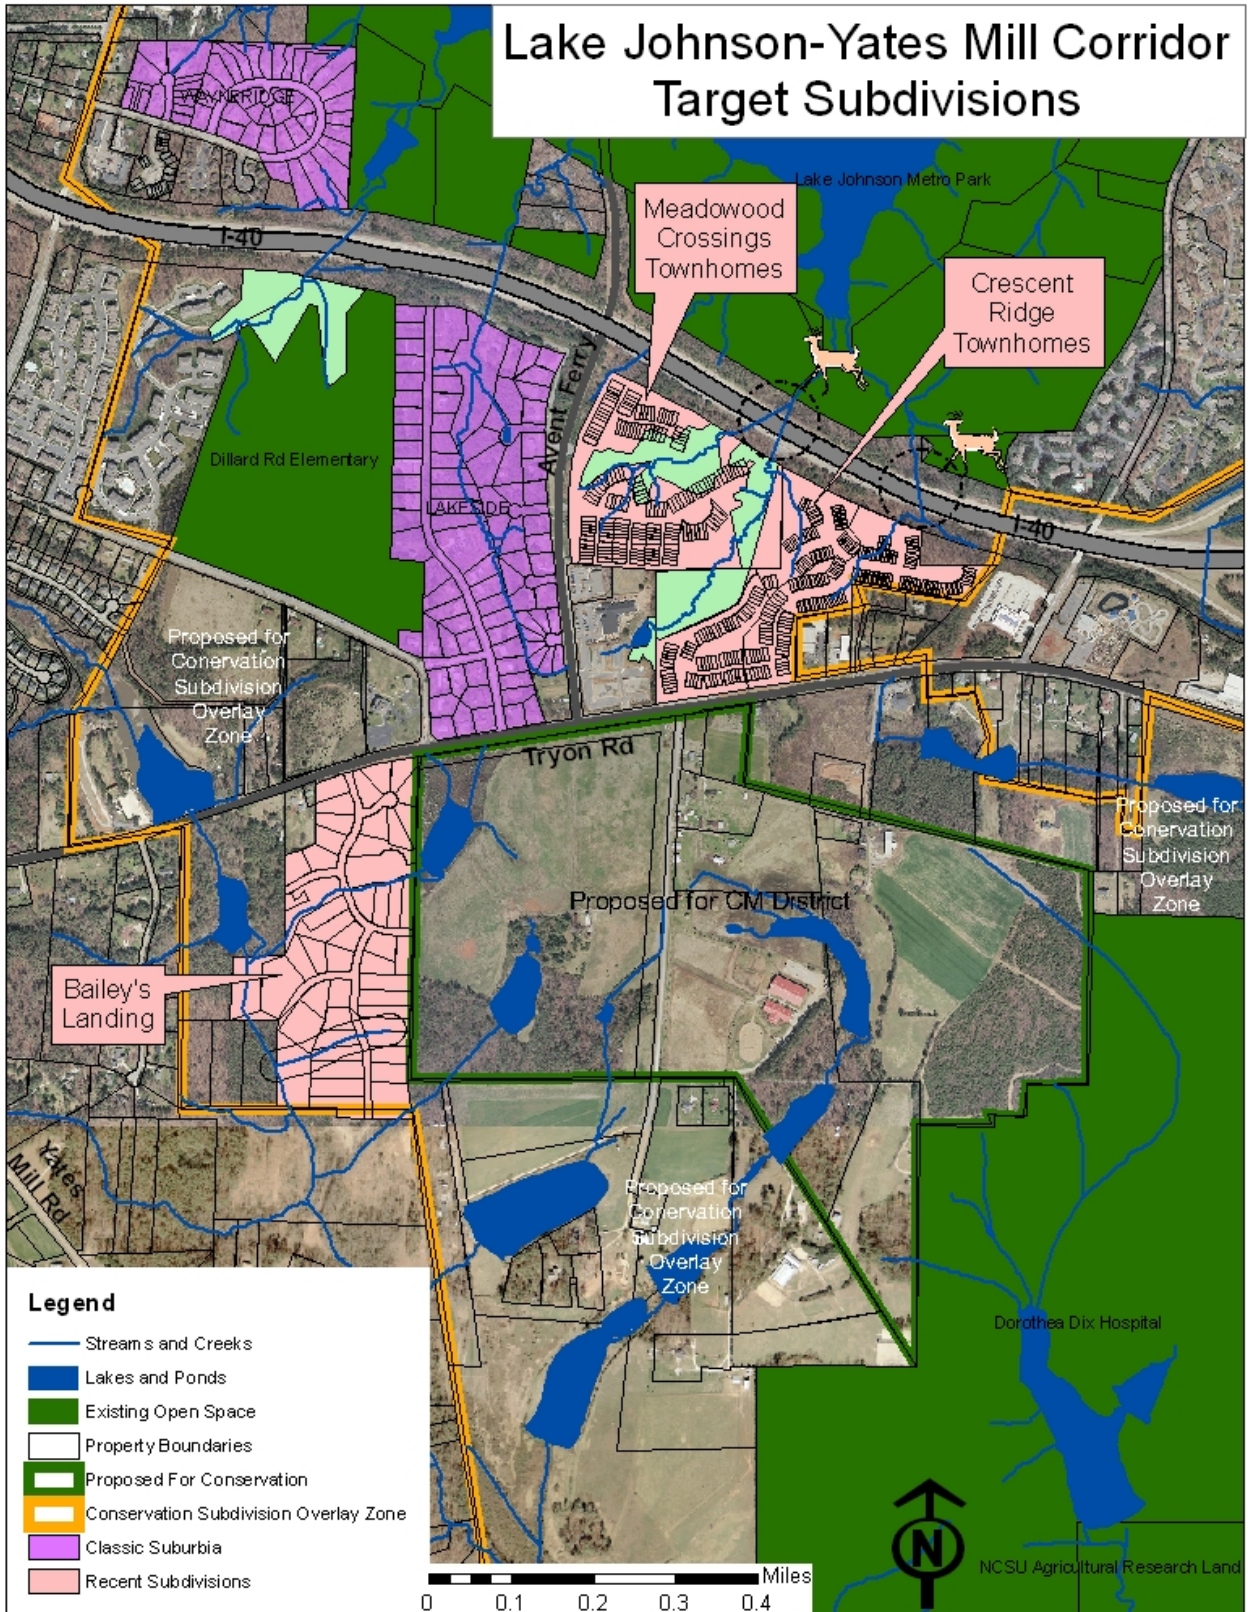 Lake Johnson-Yates Mill Corridor
Target Subdivisions
WAYNERIDGE
Lake Johnson Metro Park
I-40
Meadowood
Crossings
Townhomes
Crescent
Ridge
Townhomes
Avent Ferry
Dillard Rd Elementary
LAKESIDE
I-40
Proposed for
Conervation
Subdivision
Overlay
Zone
Tryon Rd
Proposed for
Conervation
Subdivision
Overlay
Zone
Proposed for CM District
Bailey's
Landing
Yates
Mill Rd
Proposed for
Conervation
Subdivision
Overlay
Zone
Dorothea Dix Hospital
NCSU Agricultural Research Land
N
Legend
Streams and Creeks
Lakes and Ponds
Existing Open Space
Property Boundaries
Proposed For Conservation
Conservation Subdivision Overlay Zone
Classic Suburbia
Recent Subdivisions
Miles
0 0.1 0.2 0.3 0.4